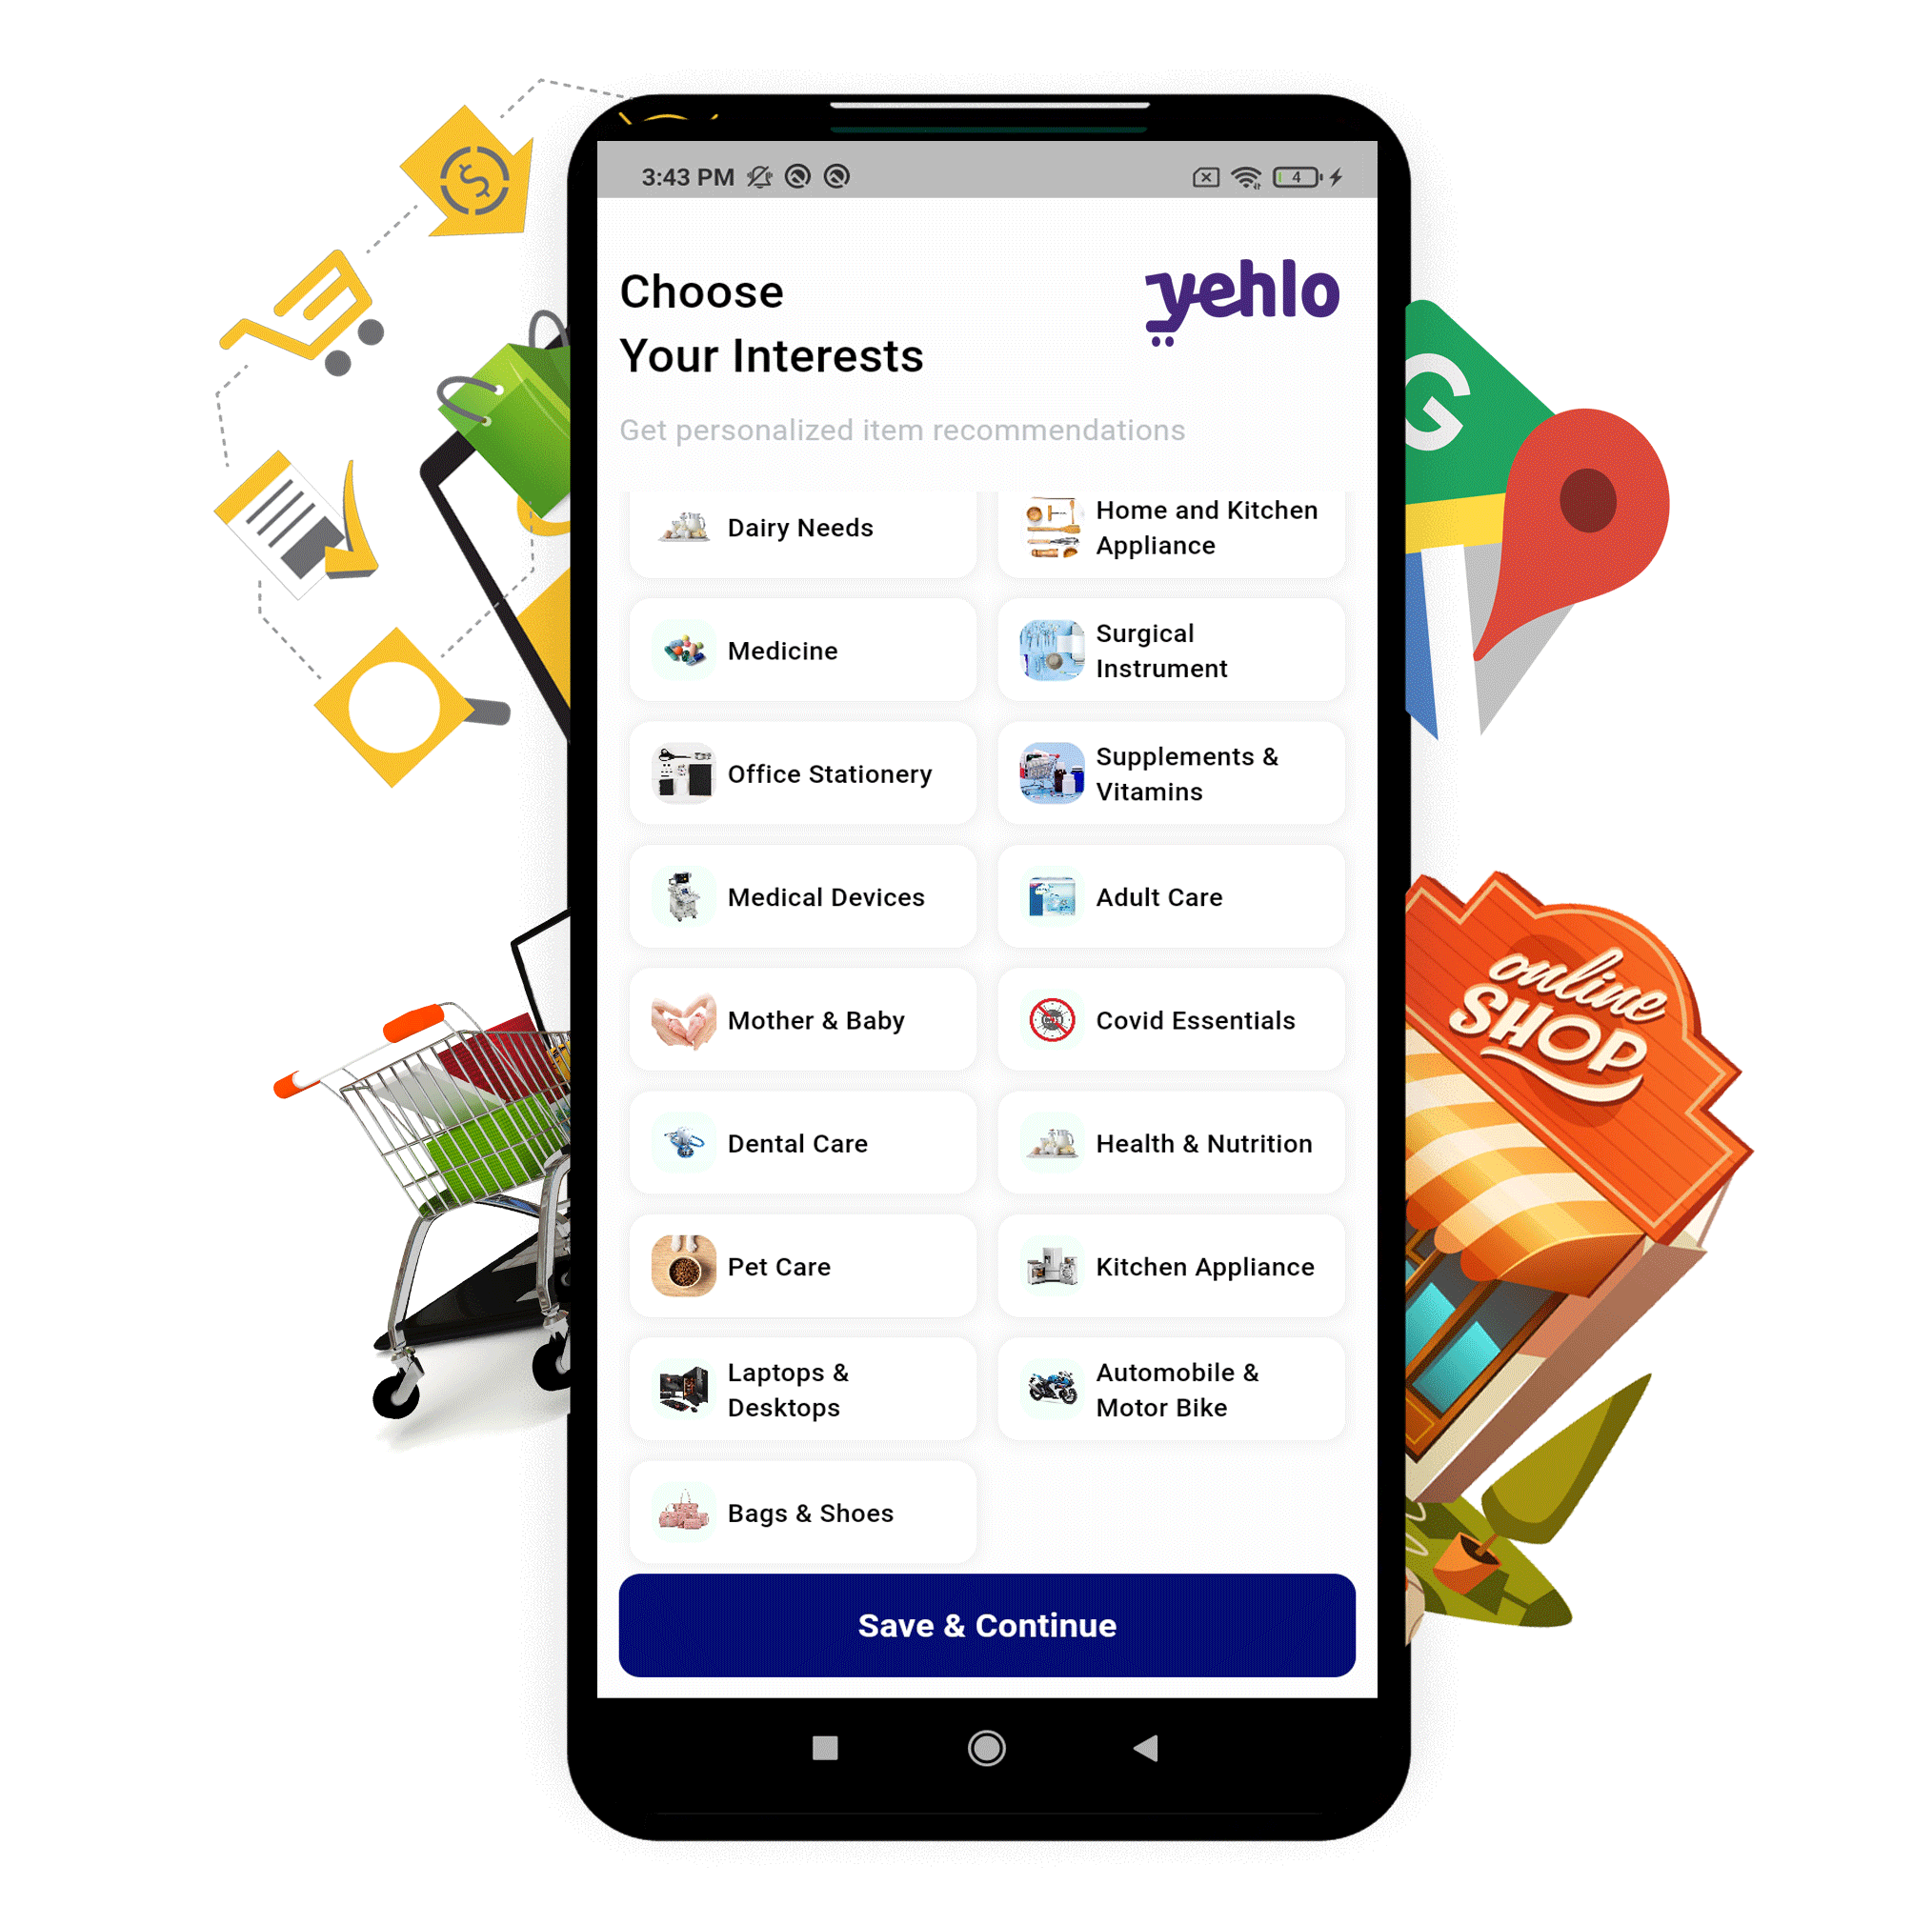 3:43 PM
4
Choose
Your Interests
yehlo
Get personalized item recommendations
Dairy Needs
Home and Kitchen
Appliance
Medicine
Surgical
Instrument
Office Stationery
Supplements &
Vitamins
Medical Devices
Adult Care
Mother & Baby
Covid Essentials
Dental Care
Health & Nutrition
Pet Care
Kitchen Appliance
Laptops &
Desktops
Automobile &
Motor Bike
Bags & Shoes
Save & Continue
G
online
SHOP